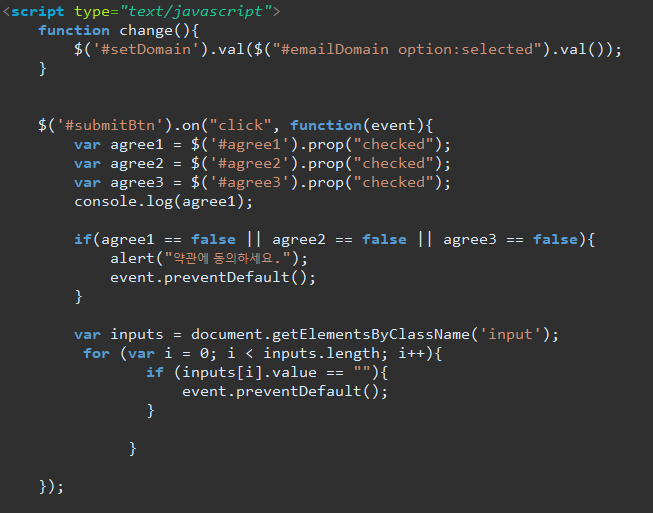 <script type="text/javascript">
function change(){
$('#setDomain').val($("#emailDomain option:selected").val());
}
$('#submitBtn').on("click", function(event){
var agree1 = $('#agree1').prop("checked");
var agree2 = $('#agree2').prop("checked");
var agree3 = $('#agree3').prop("checked");
console.log(agree1);
if(agree1 == false || agree2 == false || agree3 == false){
alert("약관에 동의하세요.");
event.preventDefault();
}
var inputs = document.getElementsByClassName('input');
for (var i = 0; i < inputs.length; i++){
if (inputs[i].value == ""){
event.preventDefault();
}
}
});